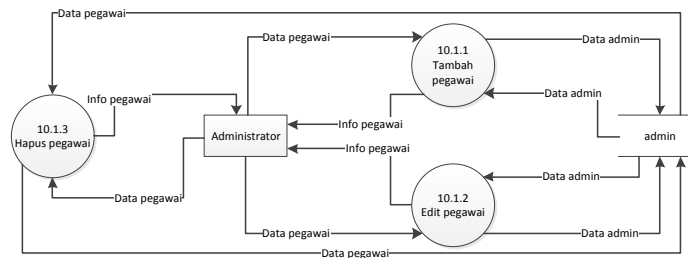 Data pegawai
Data pegawai
10.1.1
Tambah
pegawai
Data admin
Info pegawai
Data admin
10.1.3
Hapus pegawai
Administrator
Info pegawai
admin
Info pegawai
Data admin
Data pegawai
10.1.2
Edit pegawai
Data pegawai
Data admin
Data pegawai